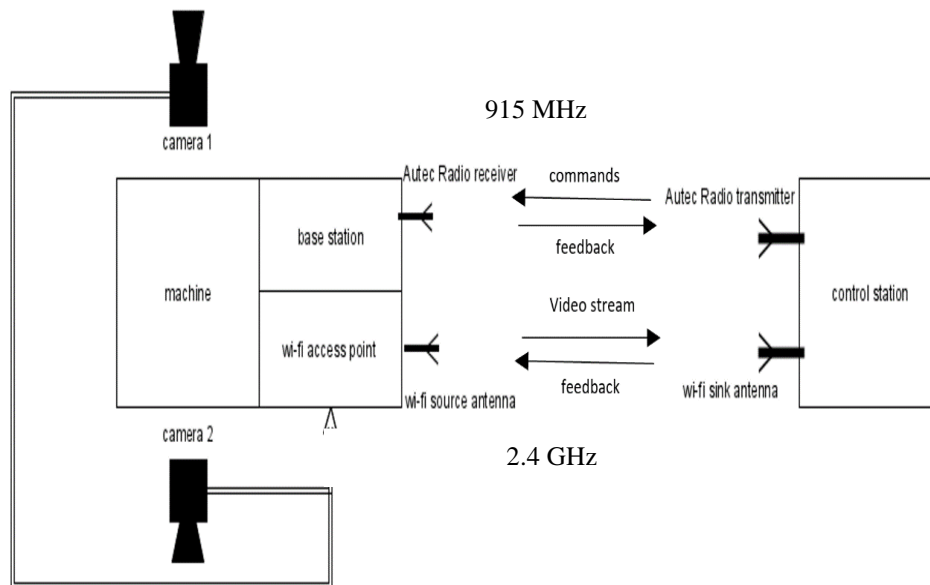 camera 1
915 MHz
Autec Radio receiver
commands
Autec Radio transmitter
base station
feedback
machine
control station
Video stream
wi-fi access point
feedback
wi-fi source antenna
wi-fi sink antenna
camera 2
2.4 GHz